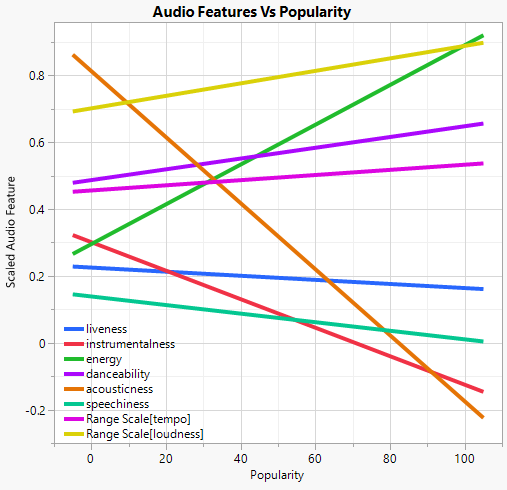 Audio Features Vs Popularity
Scaled Audio Feature
0.8
0.6
0.4
0.2
0
-0.2
liveness
instrumentalness
energy
danceability
acousticness
speechiness
Range Scale[tempo]
Range Scale[loudness]
0 20 40 60 80 100
Popularity